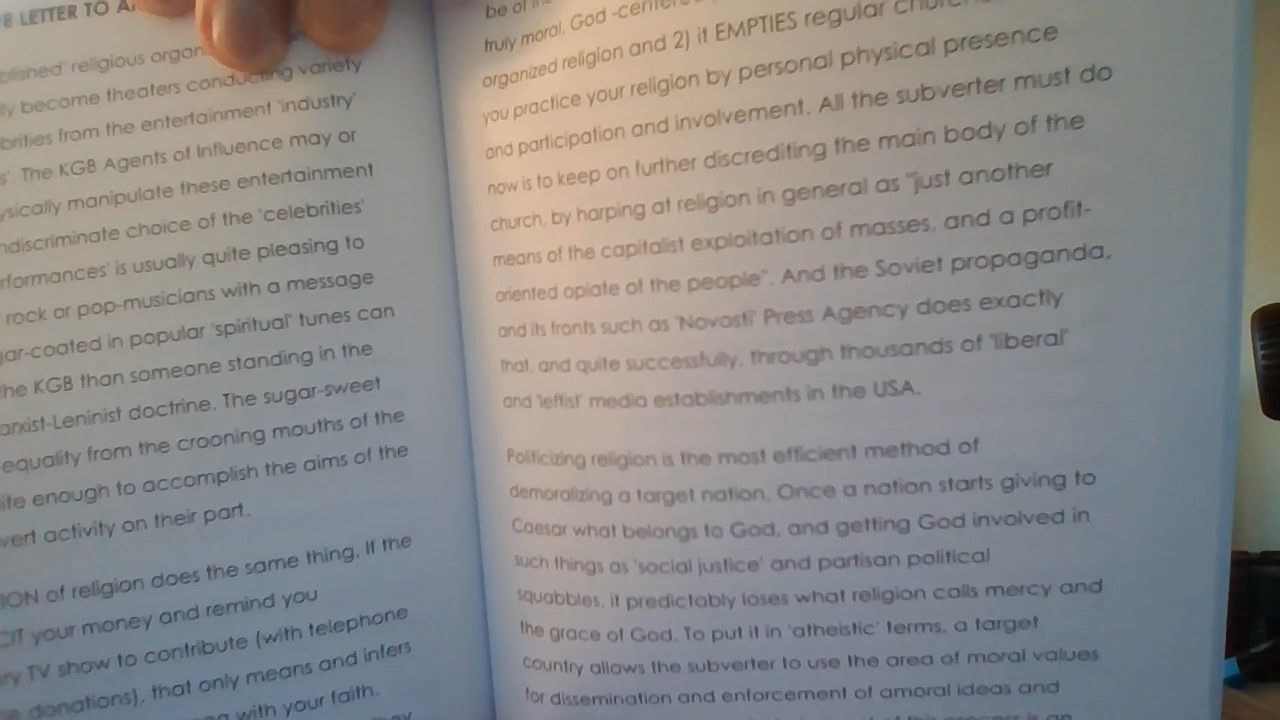 LETTER TO
religious organ
become theaters conducting variety
from the entertainment 'industry'
The KGB Agents of Influence may or
manipulate these entertainment
choice of the 'celebrities'
is usually quite pleasing to
rock or pop-musicians with a message
coated in popular 'spiritual' tunes can
KGB than someone standing in the
Leninist doctrine. The sugar-sweet
equality from the crooning mouths of the
enough to accomplish the aims of the
activity on their part.
ION of religion does the same thing. If the
CIT your money and remind you
TV show to contribute (with telephone
donations), that only means and infers
with your faith.
be of
truly moral, God
organized religion and 2) it EMPTIES regular
you practice your religion by personal physical presence
and participation and involvement. All the subverter must do
now is to keep on further discrediting the main body of the
church, by harping at religion in general as "just another
means of the capitalist exploitation of masses, and a profit-
oriented opiate of the people". And the Soviet propaganda,
and its fronts such as 'Novosti' Press Agency does exactly
that, and quite successfully, through thousands of 'liberal'
and 'leftist' media establishments in the USA.
Politicizing religion is the most efficient method of
demoralizing a target nation. Once a nation starts giving to
Caesar what belongs to God, and getting God involved in
such things as 'social justice' and partisan political
squabbles, it predictably loses what religion calls mercy and
the grace of God. To put it in 'atheistic' terms, a target
country allows the subverter to use the area of moral values
for dissemination and enforcement of amoral ideas and